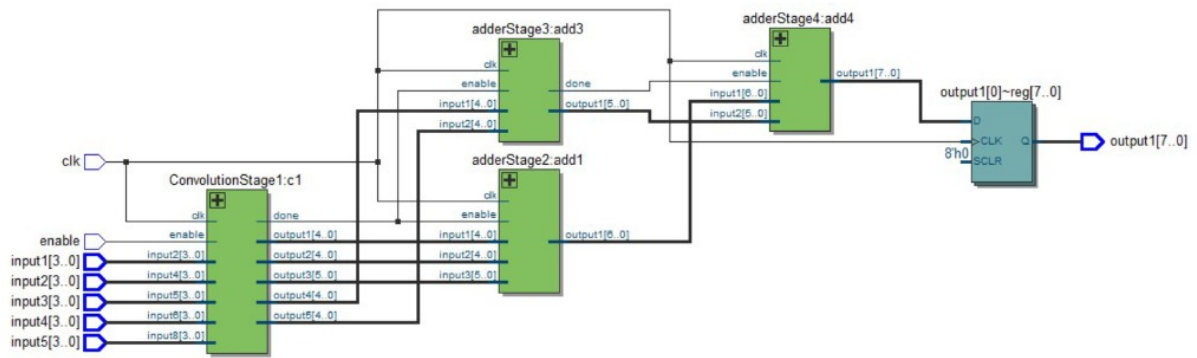 adderStage3:add3
clk
enable
input1[4..0]
input2[4..0]
done
output1[5..0]
adderStage4:add4
clk
enable
input1[6..0]
input2[5..0]
output1[7..0]
output1[0]~reg[7..0]
D
CLK
SCLR
Q
8'h0
output1[7..0]
clk
enable
input1[3..0]
input2[3..0]
input3[3..0]
input4[3..0]
input5[3..0]
ConvolutionStage1:c1
clk
enable
input2[3..0]
input4[3..0]
input5[3..0]
input6[3..0]
input8[3..0]
done
output1[4..0]
output2[4..0]
output3[5..0]
output4[4..0]
output5[4..0]
adderStage2:add1
clk
enable
input1[4..0]
input2[4..0]
input3[5..0]
output1[6..0]